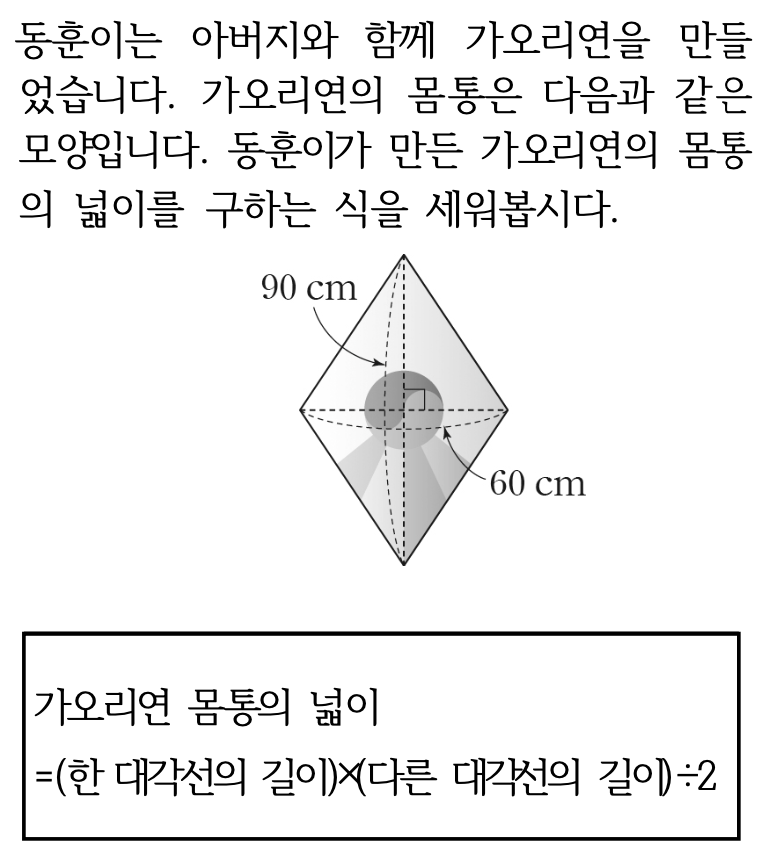 동훈이는 아버지와 함께 가오리연을 만들
었습니다. 가오리연의 몸통은 다음과 같은
모양입니다. 동훈이가 만든 가오리연의 몸통
의 넓이를 구하는 식을 세워봅시다.
90 cm
60 cm
가오리연 몸통의 넓이
=(한 대각선의 길이)×(다른 대각선의 길이)÷2